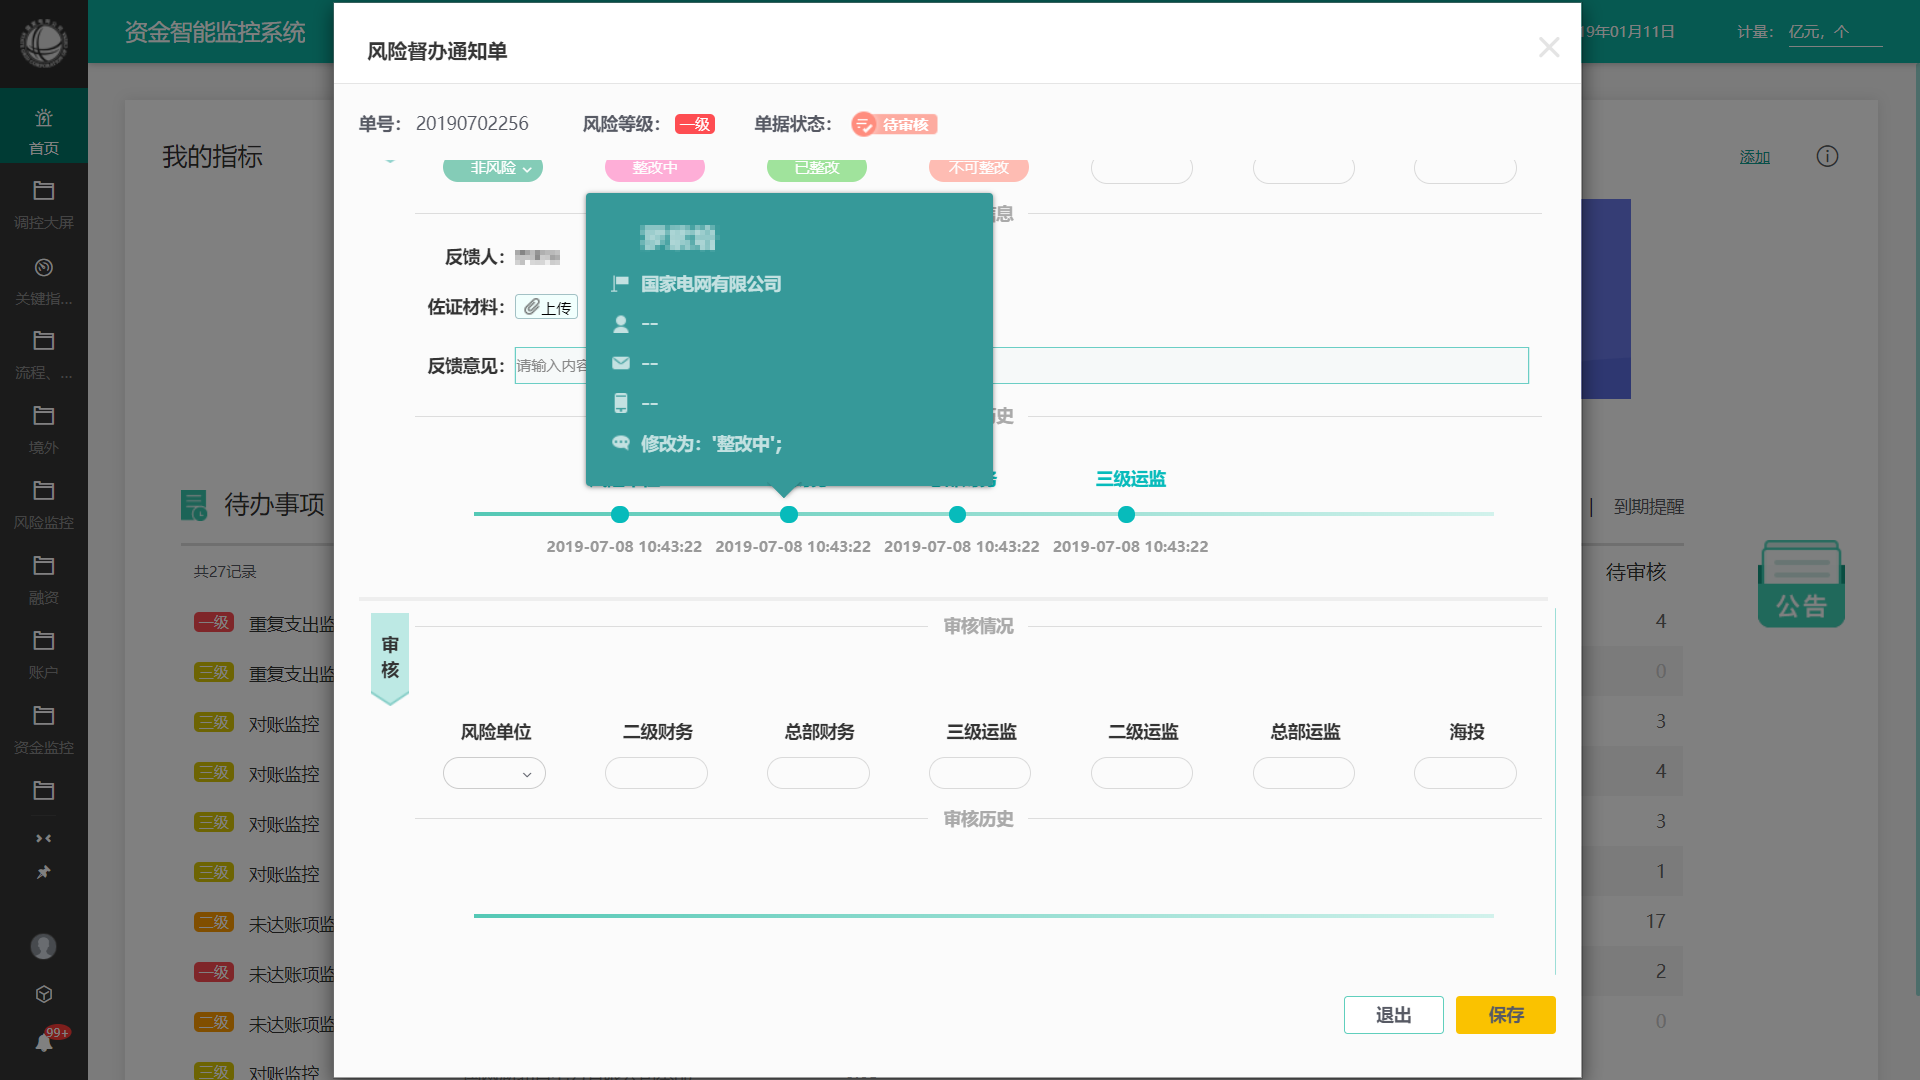 资金智能监控系统
19年01月11日
计量：
亿元，个
首页
调控大屏
关键指...
流程、...
境外
风险监控
融资
账户
资金监控
99+
我的指标
添加
待办事项
到期提醒
共27记录
待审核
一级 重复支出监 4
三级 重复支出监 0
三级 对账监控 3
三级 对账监控 4
三级 对账监控 3
三级 对账监控 1
二级 未达账项监 17
一级 未达账项监 2
二级 未达账项监 0
三级 对账监控
公告
风险督办通知单
单号： 20190702256
风险等级： 一级
单据状态： 待审核
非风险 整改中 已整改 不可整改
息
反馈人：
佐证材料： 上传
反馈意见： 请输入内容
史
国家电网有限公司
--
--
--
修改为：'整改中';
三级运监
2019-07-08 10:43:22 2019-07-08 10:43:22 2019-07-08 10:43:22 2019-07-08 10:43:22
审核
审核情况
风险单位 二级财务 总部财务 三级运监 二级运监 总部运监 海投
审核历史
退出 保存